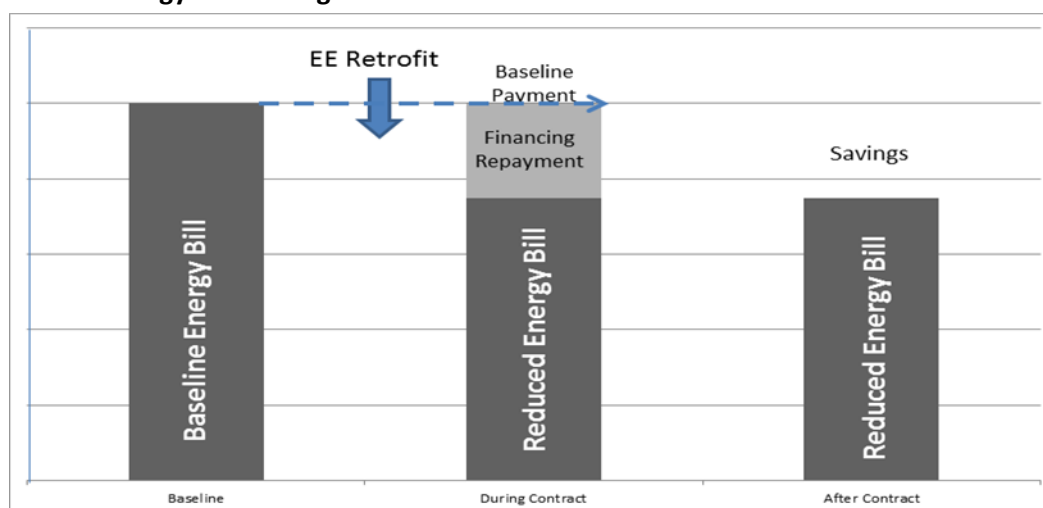 EE Retrofit
Baseline
Payment
Financing
Repayment
Savings
Baseline Energy Bill
Reduced Energy Bill
Reduced Energy Bill
Baseline
During Contract
After Contract